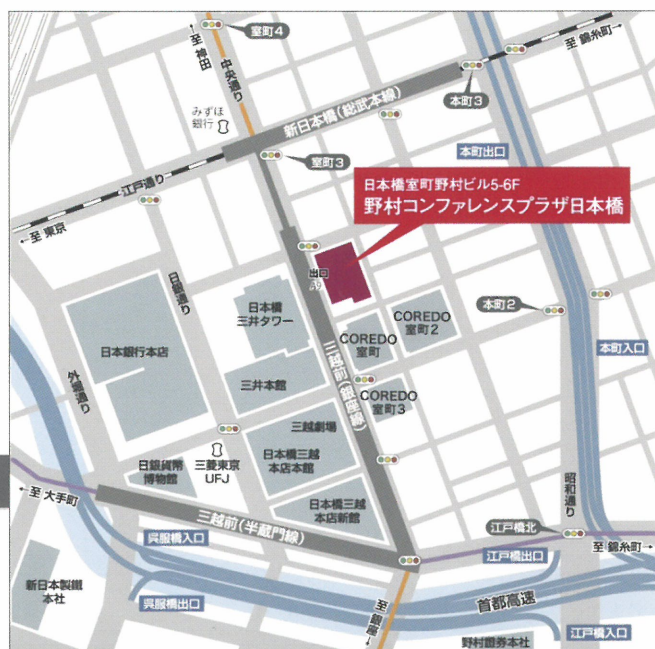 室町4
←至 神田
中央通り
みずほ
銀行
新日本橋(総武本線)
至 錦糸町→
本町3
本町出口
室町3
江戸通り
←至 東京
日本橋室町野村ビル5-6F
野村コンファレンスプラザ日本橋
日銀通り
出口
A9
日本橋
三井タワー
COREDO
室町
COREDO
室町2
本町2
日本銀行本店
外堀通り
三井本館
三越前(銀座線)
COREDO
室町3
本町入口
三越劇場
日本橋三越
本店本館
三菱東京
UFJ
日銀貨幣
博物館
日本橋三越
本店新館
昭和通り
←至 大手町
三越前(半蔵門線)
江戸橋北
至 錦糸町→
呉服橋入口
江戸橋出口
新日本製鐵
本社
呉服橋出口
首都高速
←至 銀座
野村證券本社
江戸橋入口